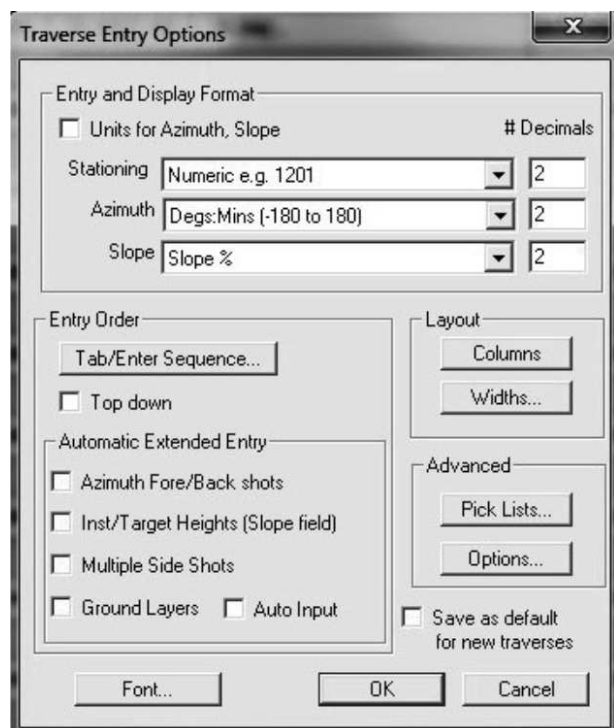 Traverse Entry Options
X
Entry and Display Format
Units for Azimuth, Slope # Decimals
Stationing Numeric e.g. 1201 2
Azimuth Degs:Mins (-180 to 180) 2
Slope Slope % 2
Entry Order
Tab/Enter Sequence...
Top down
Automatic Extended Entry
Azimuth Fore/Back shots
Inst/Target Heights (Slope field)
Multiple Side Shots
Ground Layers Auto Input
Layout
Columns
Widths...
Advanced
Pick Lists...
Options...
Save as default
for new traverses
Font... OK Cancel